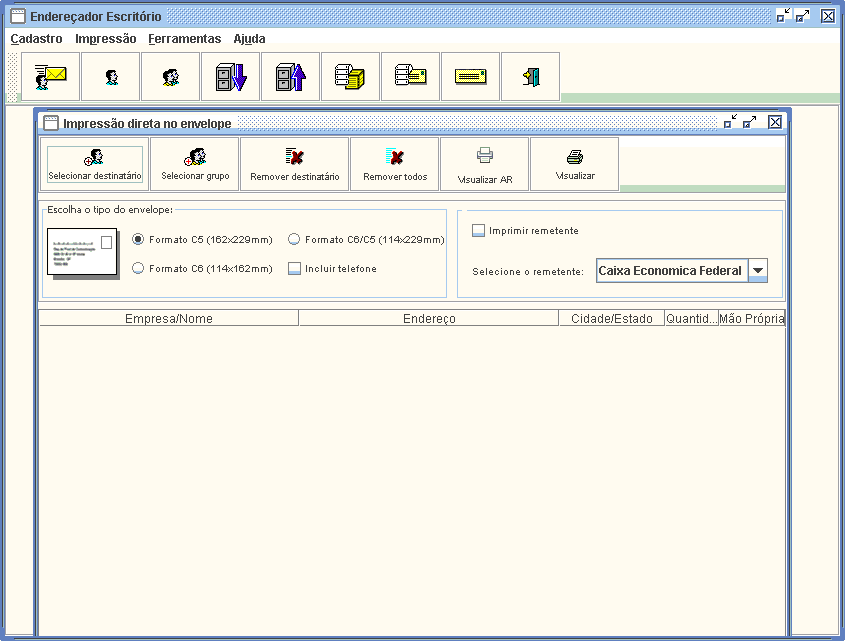 Endereçador Escritório
Cadastro Impressão Ferramentas Ajuda
Impressão direta no envelope
Selecionar destinatário Selecionar grupo Remover destinatário Remover todos Visualizar AR Visualizar
Escolha o tipo do envelope:
Formato C5 (162x229mm) Formato C6/C5 (114x229mm)
Formato C6 (114x162mm) Incluir telefone
Imprimir remetente
Selecione o remetente: Caixa Economica Federal
Empresa/Nome Endereço Cidade/Estado Quantid... Mão Própria